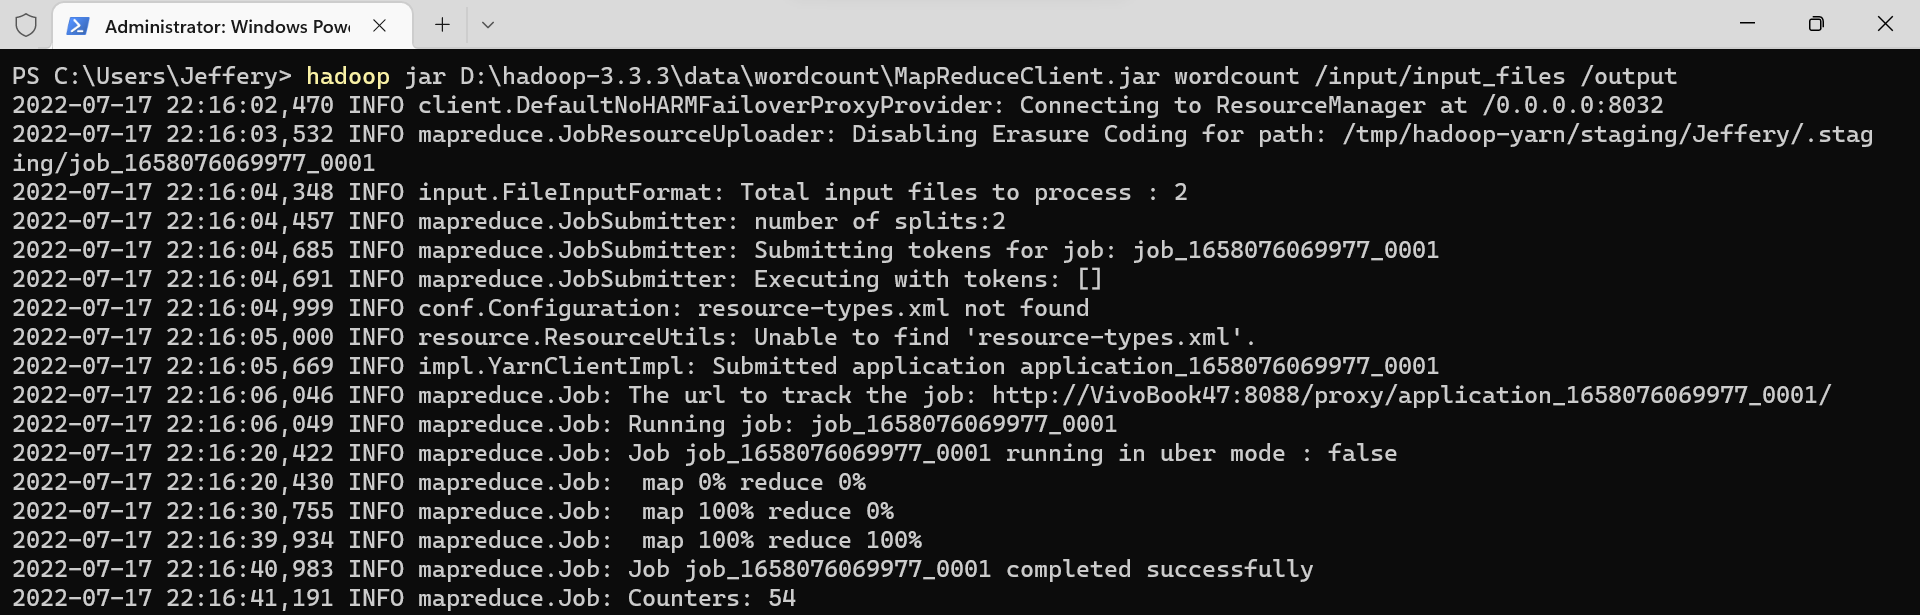 Administrator: Windows Pow
PS C:\Users\Jeffery> hadoop jar D:\hadoop-3.3.3\data\wordcount\MapReduceClient.jar wordcount /input/input_files /output
2022-07-17 22:16:02,470 INFO client.DefaultNoHARMFailoverProxyProvider: Connecting to ResourceManager at /0.0.0.0:8032
2022-07-17 22:16:03,532 INFO mapreduce.JobResourceUploader: Disabling Erasure Coding for path: /tmp/hadoop-yarn/staging/Jeffery/.stag
ing/job_1658076069977_0001
2022-07-17 22:16:04,348 INFO input.FileInputFormat: Total input files to process : 2
2022-07-17 22:16:04,457 INFO mapreduce.JobSubmitter: number of splits:2
2022-07-17 22:16:04,685 INFO mapreduce.JobSubmitter: Submitting tokens for job: job_1658076069977_0001
2022-07-17 22:16:04,691 INFO mapreduce.JobSubmitter: Executing with tokens: []
2022-07-17 22:16:04,999 INFO conf.Configuration: resource-types.xml not found
2022-07-17 22:16:05,000 INFO resource.ResourceUtils: Unable to find 'resource-types.xml'.
2022-07-17 22:16:05,669 INFO impl.YarnClientImpl: Submitted application application_1658076069977_0001
2022-07-17 22:16:06,046 INFO mapreduce.Job: The url to track the job: http://VivoBook47:8088/proxy/application_1658076069977_0001/
2022-07-17 22:16:06,049 INFO mapreduce.Job: Running job: job_1658076069977_0001
2022-07-17 22:16:20,422 INFO mapreduce.Job: Job job_1658076069977_0001 running in uber mode : false
2022-07-17 22:16:20,430 INFO mapreduce.Job:  map 0% reduce 0%
2022-07-17 22:16:30,755 INFO mapreduce.Job:  map 100% reduce 0%
2022-07-17 22:16:39,934 INFO mapreduce.Job:  map 100% reduce 100%
2022-07-17 22:16:40,983 INFO mapreduce.Job: Job job_1658076069977_0001 completed successfully
2022-07-17 22:16:41,191 INFO mapreduce.Job: Counters: 54